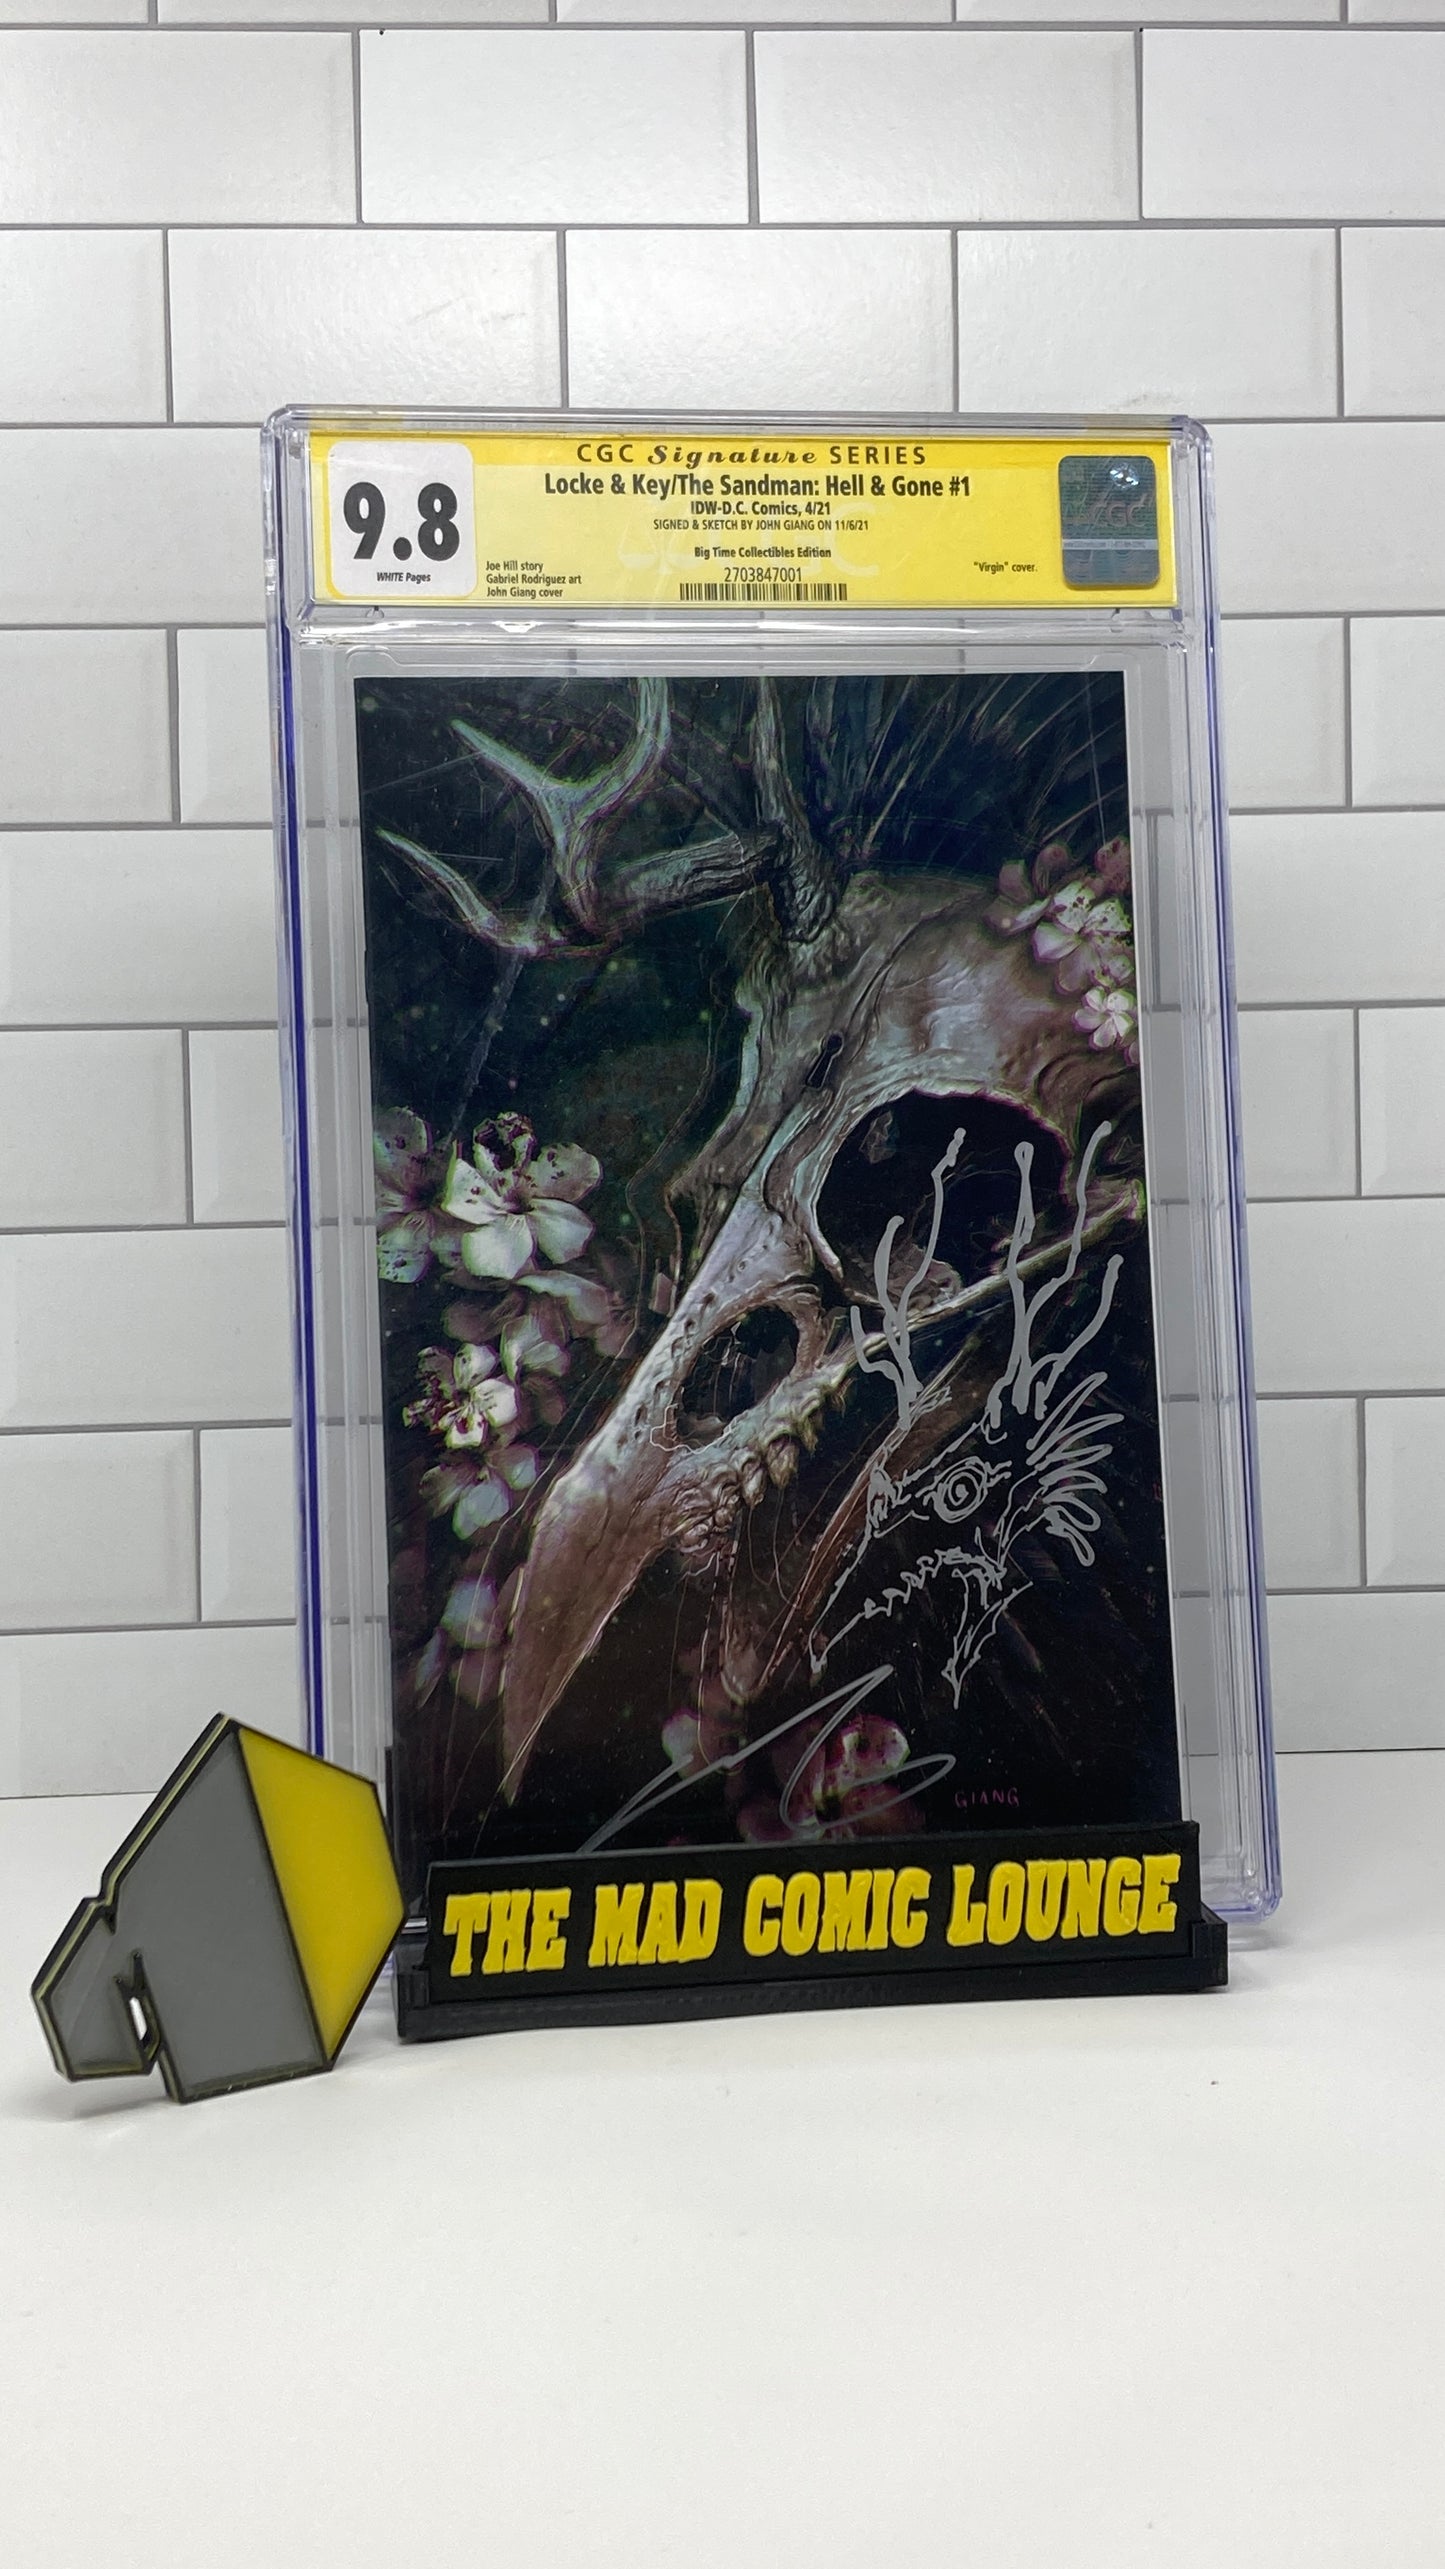 CGC Signature SERIES
Locke & Key/The Sandman: Hell & Gone #1
IDW-D.C. Comics, 4/21
SIGNED & SKETCH BY JOHN GIANG ON 11/6/21
9.8
WHITE Pages
Big Time Collectibles Edition
Joe Hill story
Gabriel Rodriguez art
John Giang cover
2703847001
"Virgin" cover.
CGC
GIANG
THE MAD COMIC LOUNGE